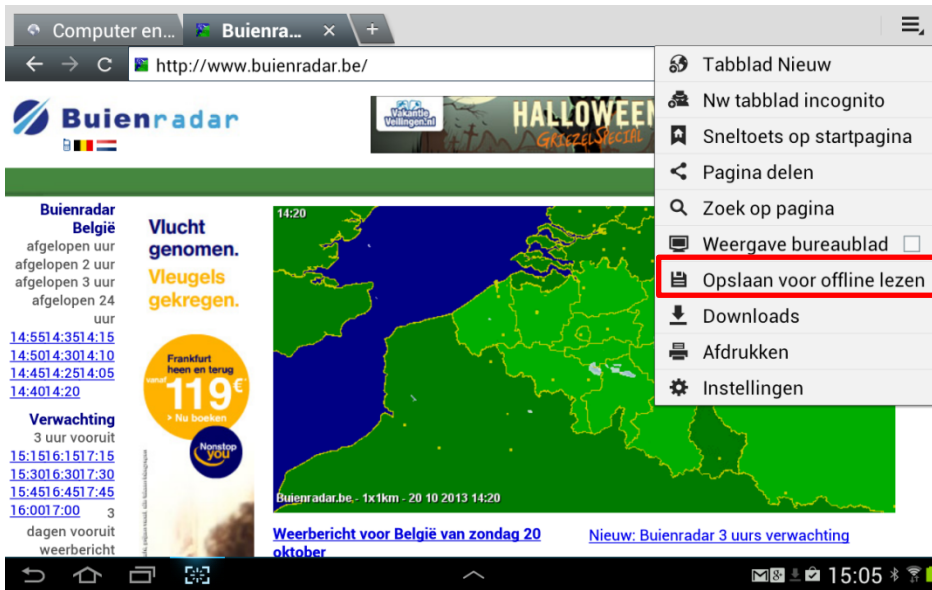 Computer en...
Buienra...
http://www.buienradar.be/
Tabblad Nieuw
Nw tabblad incognito
Sneltoets op startpagina
Pagina delen
Zoek op pagina
Weergave bureaublad
Opslaan voor offline lezen
Downloads
Afdrukken
Instellingen
Buienradar
Vakantie
Veilingen.nl
HALLOWEEN
GRIEZELSPECIAL
Buienradar
België
afgelopen uur
afgelopen 2 uur
afgelopen 3 uur
afgelopen 24
uur
14:5514:3514:15
14:5014:3014:10
14:4514:2514:05
14:4014:20
Verwachting
3 uur vooruit
15:1516:1517:15
15:3016:3017:30
15:4516:4517:45
16:0017:00 3
dagen vooruit
weerbericht
Vlucht
genomen.
Vleugels
gekregen.
Frankfurt
heen en terug
vanaf 119€*
> Nu boeken
Nonstop
you
14:20
Buienradar.be,- 1x1km - 20 10 2013 14:20
Weerbericht voor België van zondag 20
oktober
Nieuw: Buienradar 3 uurs verwachting
15:05